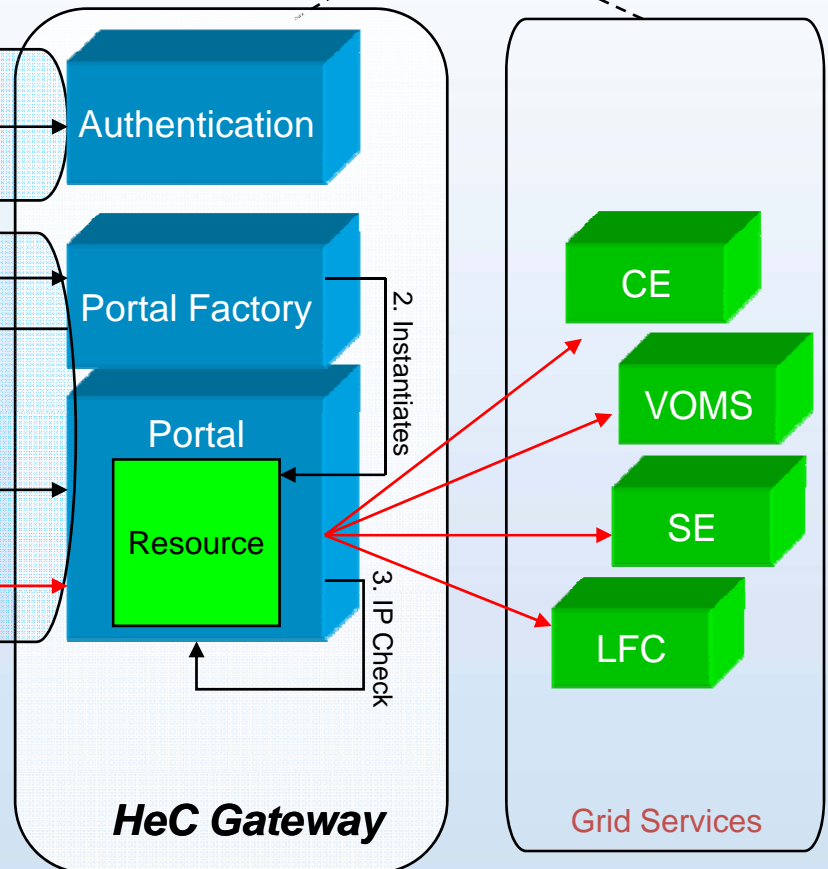 Authentication
Portal Factory
2. Instantiates
Portal
Resource
3. IP Check
HeC Gateway
CE
VOMS
SE
LFC
Grid Services